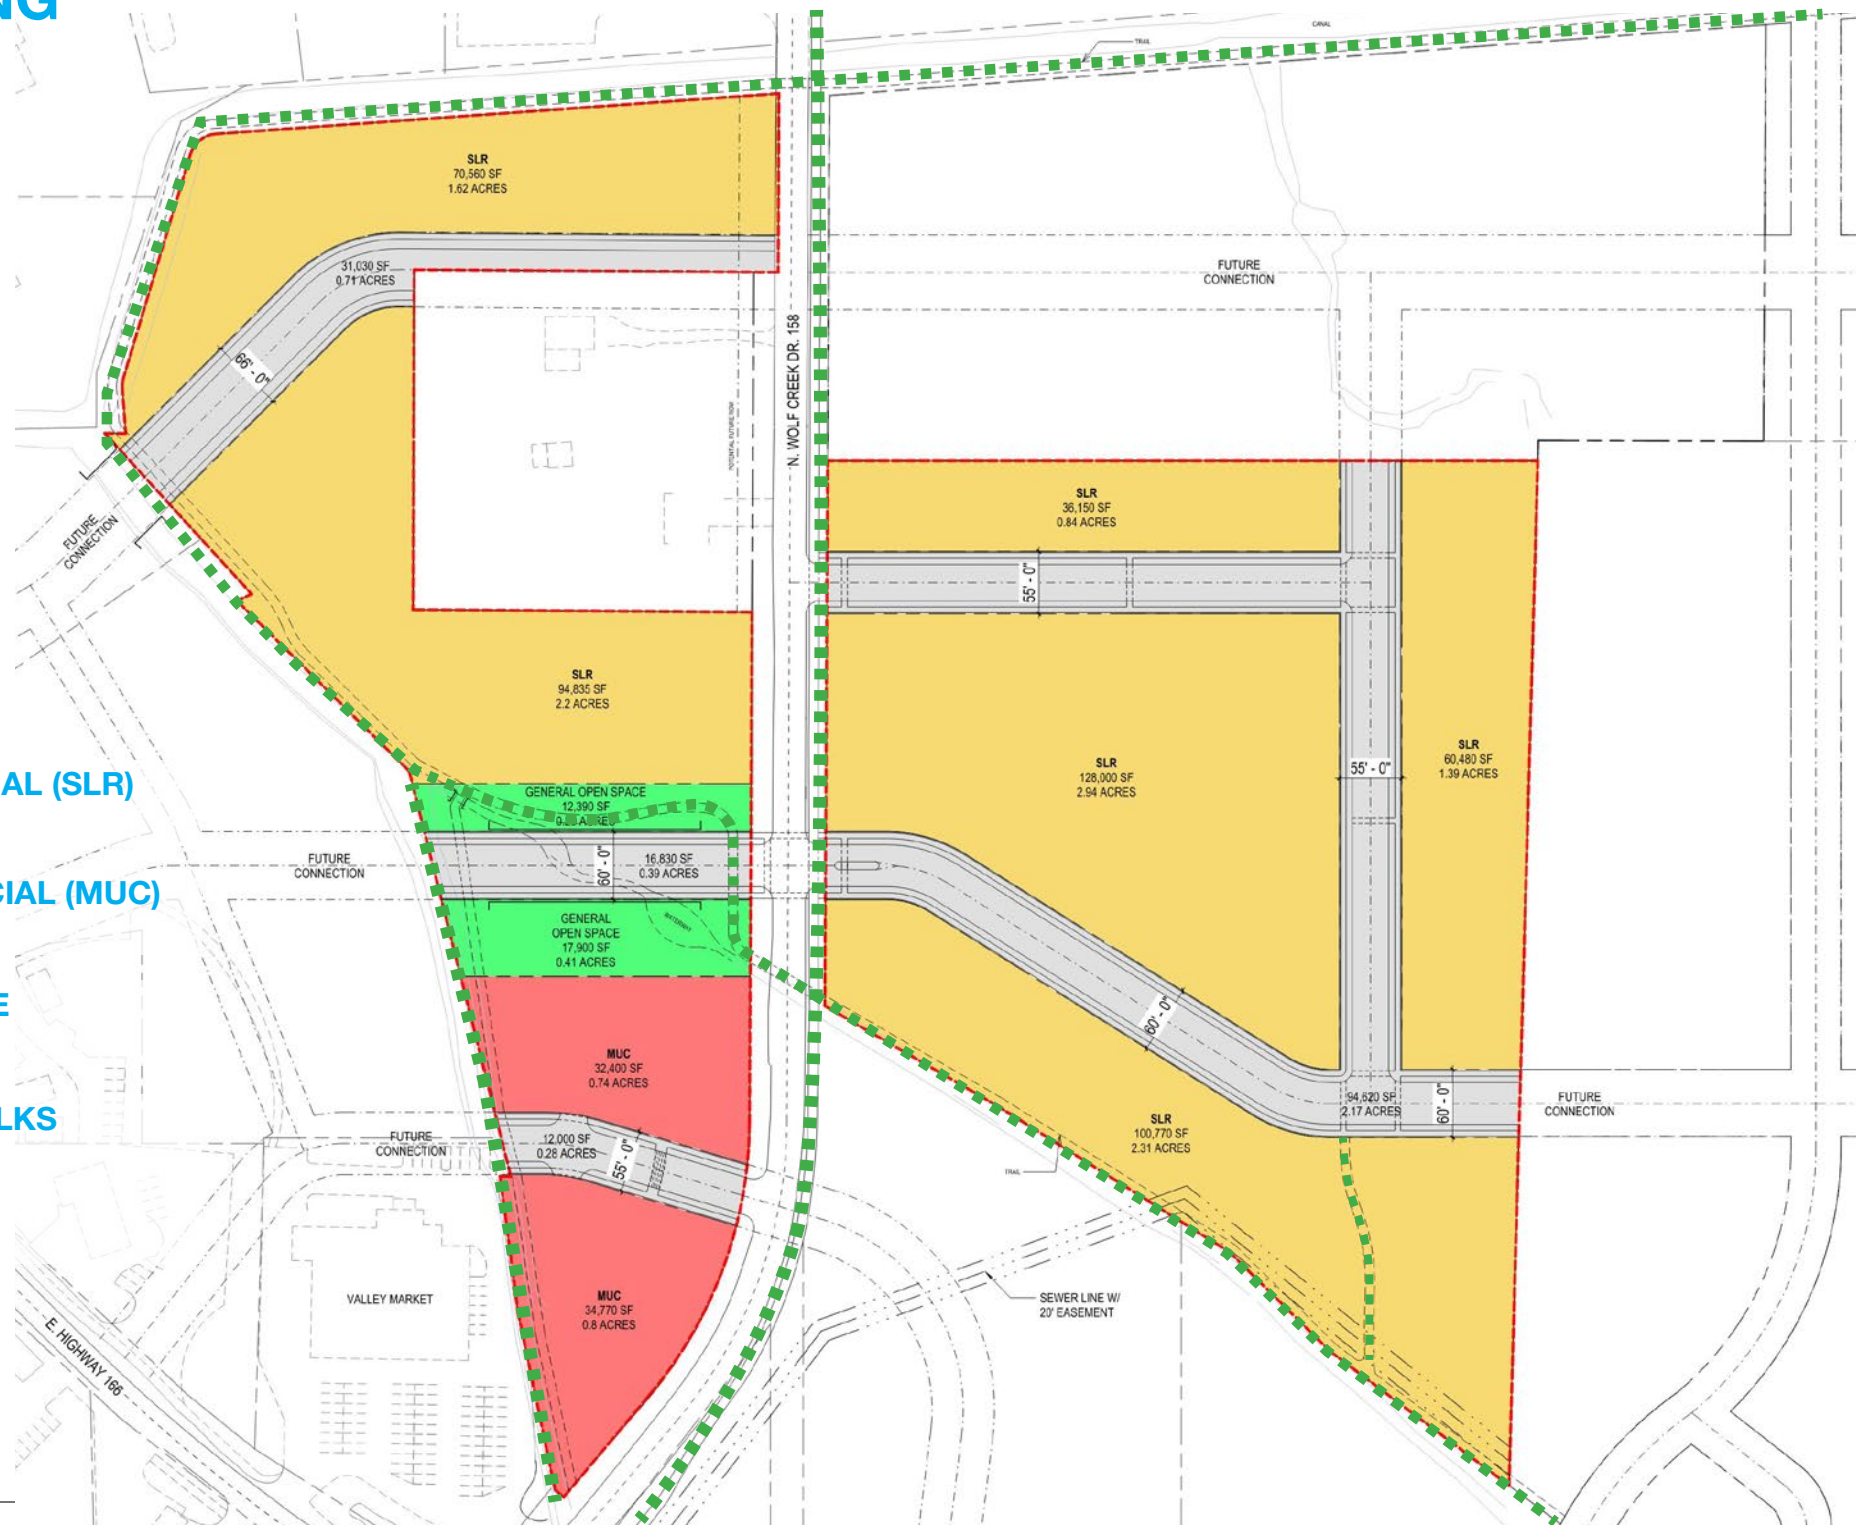 NG
CANAL
TRAIL
SLR
70,560 SF
1.62 ACRES
31,030 SF
0.71 ACRES
FUTURE
CONNECTION
66' - 0"
N. WOLF CREEK DR. 158
POTENTIAL FUTURE ROW
SLR
36,150 SF
0.84 ACRES
FUTURE
CONNECTION
55' - 0"
SLR
94,835 SF
2.2 ACRES
SLR
128,000 SF
2.94 ACRES
55' - 0"
SLR
60,480 SF
1.39 ACRES
AL (SLR)
GENERAL OPEN SPACE
12,390 SF
ACRES
FUTURE
CONNECTION
60' - 0"
16,830 SF
0.39 ACRES
CIAL (MUC)
GENERAL
OPEN SPACE
17,900 SF
0.41 ACRES
WATERWAY
E
60' - 0"
MUC
32,400 SF
0.74 ACRES
LKS
FUTURE
CONNECTION
12,000 SF
0.28 ACRES
55' - 0"
SLR
100,770 SF
2.31 ACRES
TRAIL
94,620 SF
2.17 ACRES
60' - 0"
FUTURE
CONNECTION
VALLEY MARKET
MUC
34,770 SF
0.8 ACRES
SEWER LINE W/
20' EASEMENT
E. HIGHWAY 166